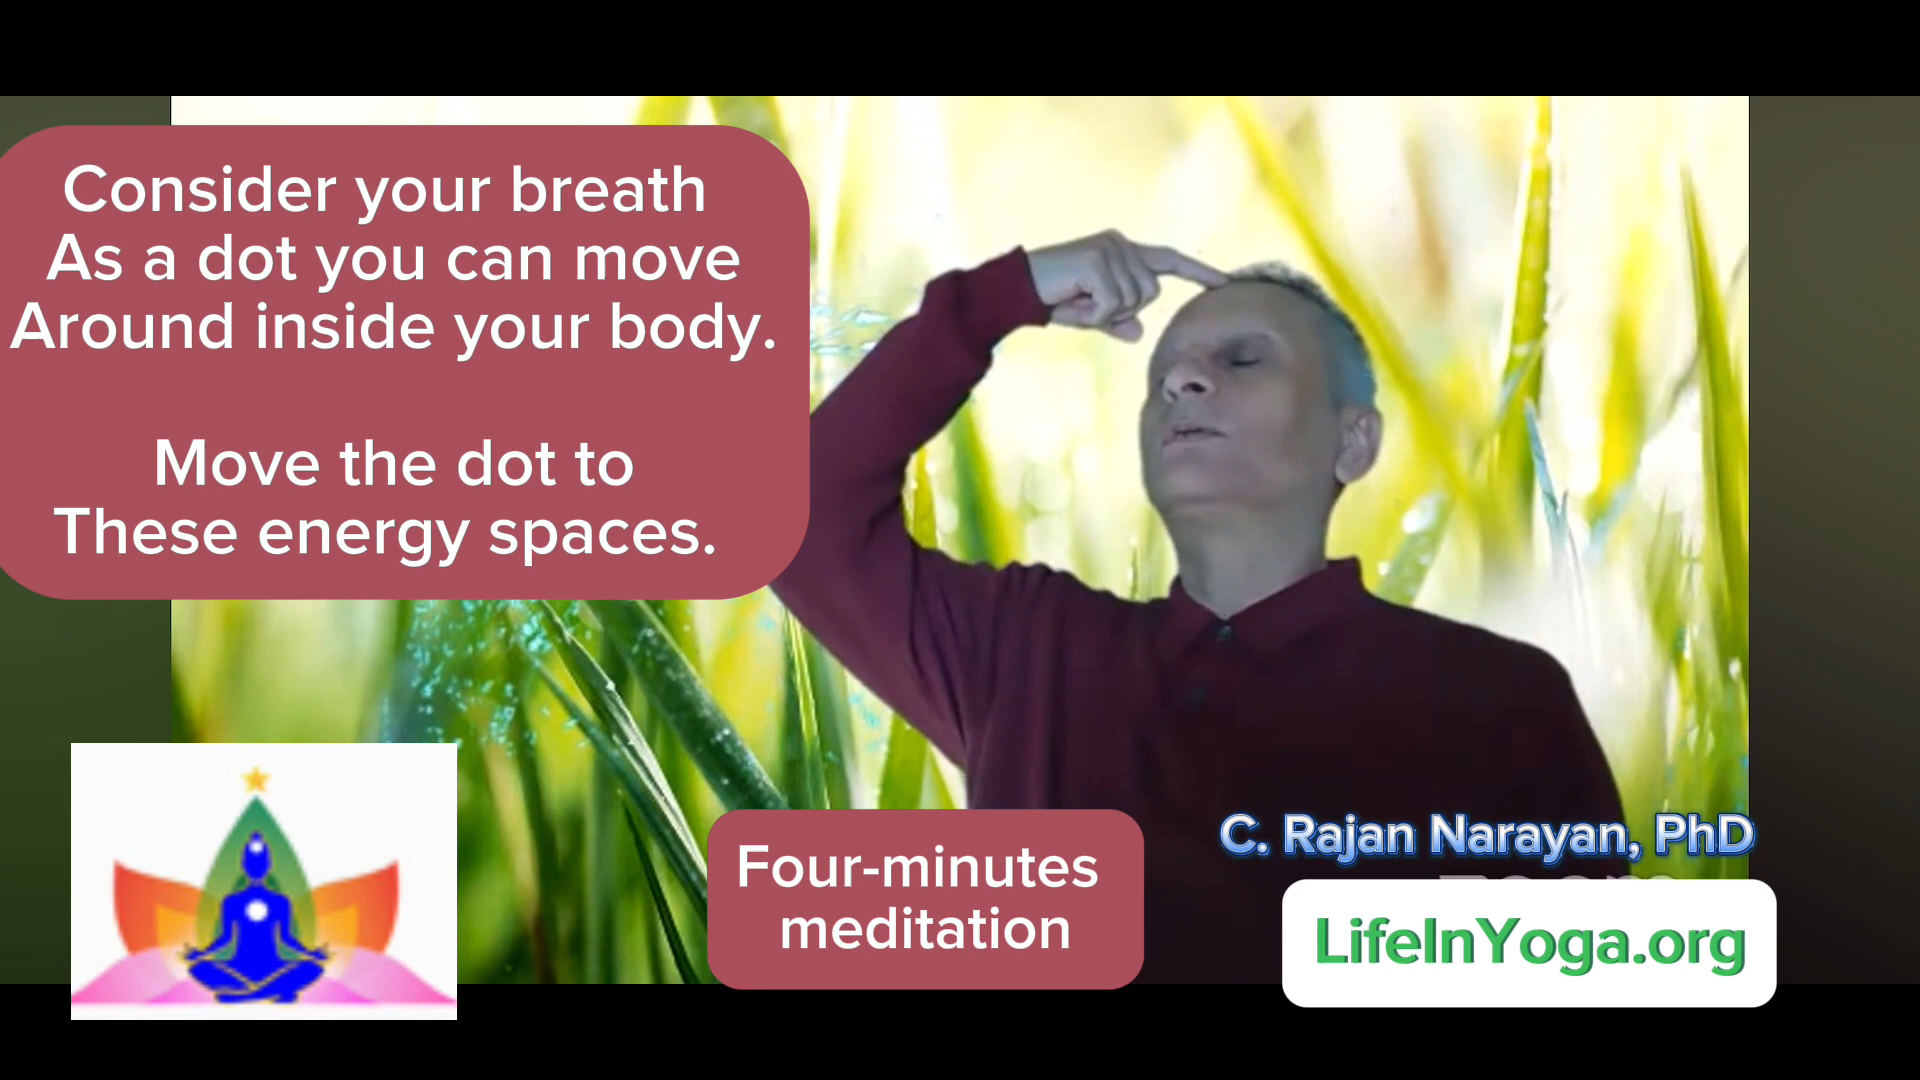 Consider your breath
As a dot you can move
Around inside your body.
Move the dot to
These energy spaces.
Four-minutes
meditation
C. Rajan Narayan, PhD
LifeInYoga.org